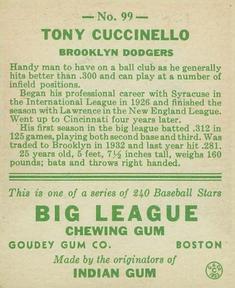 No. 99
TONY CUCCINELLO
BROOKLYN DODGERS
Handy man to have on a ball club as he generally
hits better than .300 and can play at a number of
infield positions.
Began his professional career with Syracuse in
the International League in 1926 and finished the
season with Lawrence in the New England League.
Went up to Cincinnati four years later.
His first season in the big league batted .312 in
125 games, playing both second base and third. Was
traded to Brooklyn in 1932 and last year hit .281.
25 years old, 5 feet, 7½ inches tall, weighs 160
pounds; bats and throws right handed.
This is one of a series of 240 Baseball Stars
BIG LEAGUE
CHEWING GUM
GOUDEY GUM CO. BOSTON
Made by the originators of
INDIAN GUM